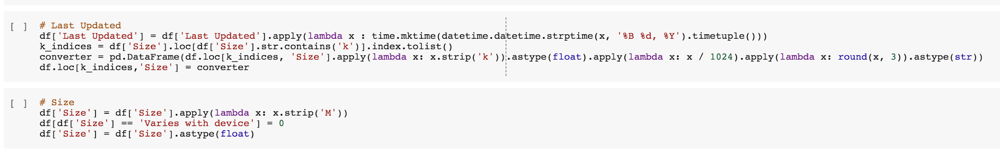 [ ] # Last Updated
df['Last Updated'] = df['Last Updated'].apply(lambda x : time.mktime(datetime.datetime.strptime(x, '%B %d, %Y').timetuple()))
k_indices = df['Size'].loc[df['Size'].str.contains('k')].index.tolist()
converter = pd.DataFrame(df.loc[k_indices, 'Size'].apply(lambda x: x.strip('k')).astype(float).apply(lambda x: x / 1024).apply(lambda x: round(x, 3)).astype(str))
df.loc[k_indices,'Size'] = converter
[ ] # Size
df['Size'] = df['Size'].apply(lambda x: x.strip('M'))
df[df['Size'] == 'Varies with device'] = 0
df['Size'] = df['Size'].astype(float)